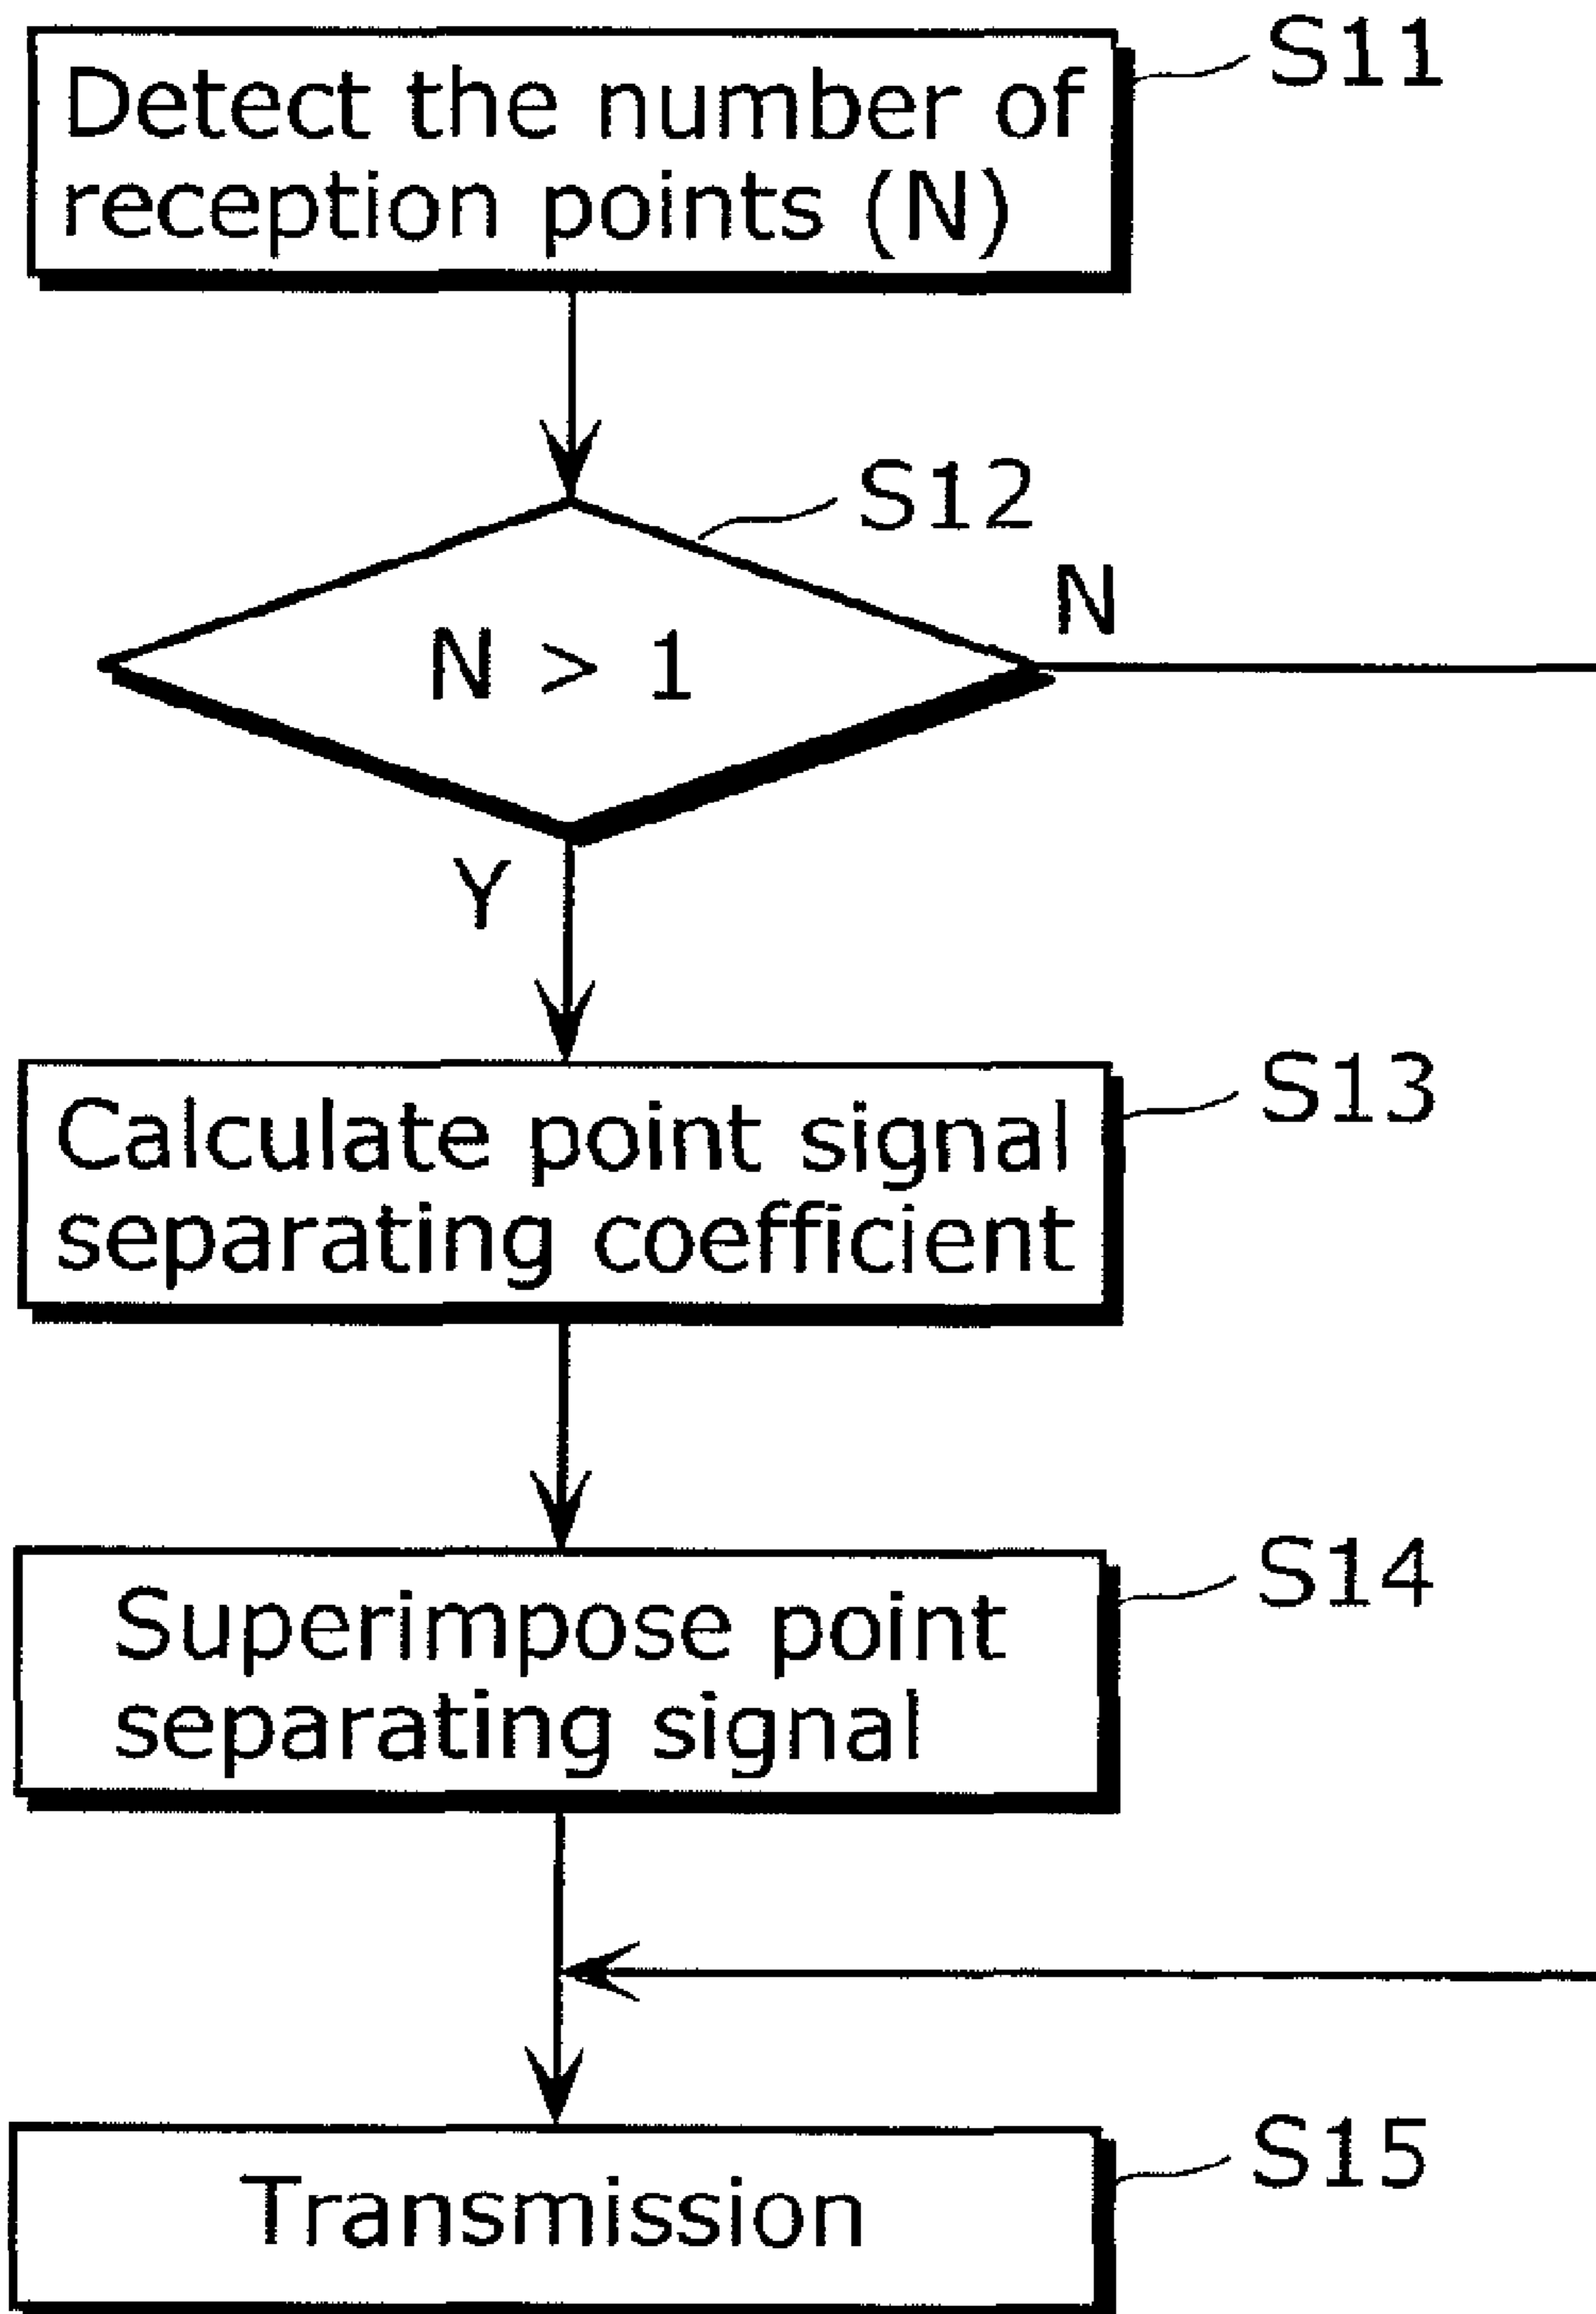 S11
Detect the number of
reception points (N)
S12
N > 1
N
Y
S13
Calculate point signal
separating coefficient
S14
Superimpose point
separating signal
S15
Transmission